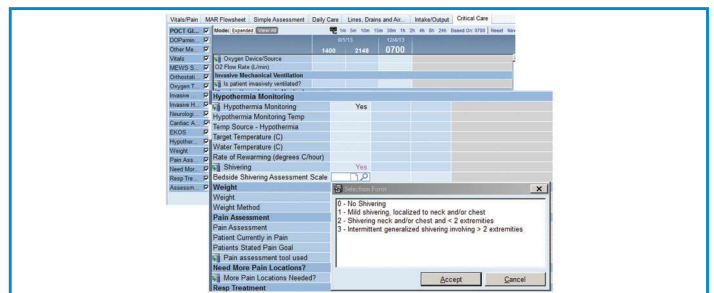 Vitals/Pain MAR Flowsheet Simple Assessment Daily Care Lines, Drains and Air... Intake/Output Critical Care
POCT Gl... Mode: Expanded View All 1m 5m 10m 15m 30m 1h 2h 4h 8h 24h Based On: 0700 Reset
DOPamin.. 8/1/13 12/4/13
Other Me... 1400 2148 0700
Vitals Oxygen Device/Source
MEWS S... O2 Flow Rate (L/min)
Orthostati... Invasive Mechanical Ventilation
Oxygen T... Is patient invasively ventilated?
Invasive ... Hypothermia Monitoring
Invasive H... Hypothermia Monitoring Yes
Neurologi... Hypothermia Monitoring Temp
Cardiac A... Temp Source - Hypothermia
EKOS Target Temperature (C)
Hypother... Water Temperature (C)
Weight Rate of Rewarming (degrees C/hour)
Pain Ass... Shivering Yes
Need Mor... Bedside Shivering Assessment Scale
Resp Tre... Weight Selection Form
Assessm... Weight
Weight Method
Pain Assessment
Pain Assessment
Patient Currently in Pain
Patients Stated Pain Goal
Pain assessment tool used
Need More Pain Locations?
More Pain Locations Needed?
Resp Treatment
0 - No Shivering
1 - Mild shivering, localized to neck and/or chest
2 - Shivering neck and/or chest and < 2 extremities
3 - Intermittent generalized shivering involving > 2 extremities
Accept Cancel